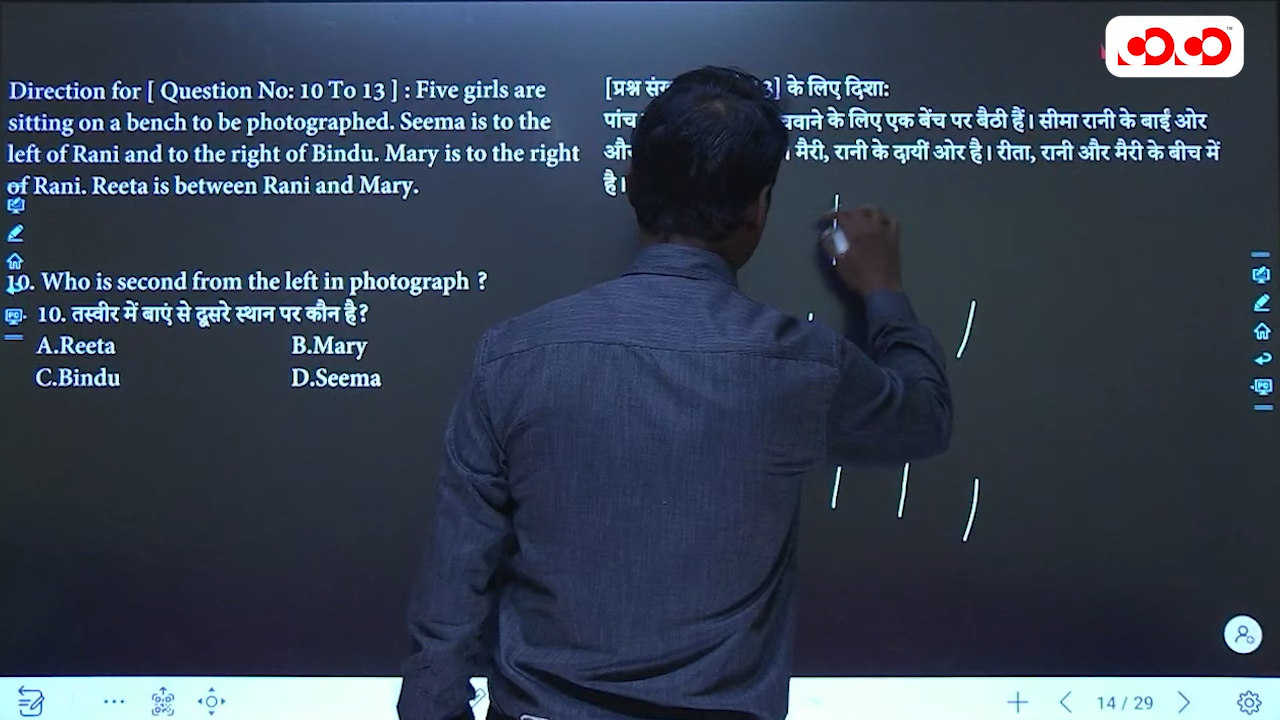 Direction for [ Question No: 10 To 13 ] : Five girls are
sitting on a bench to be photographed. Seema is to the
left of Rani and to the right of Bindu. Mary is to the right
of Rani. Reeta is between Rani and Mary.
10. Who is second from the left in photograph ?
10. तस्वीर में बाएं से दूसरे स्थान पर कौन है?
A.Reeta B.Mary
C.Bindu D.Seema
[प्रश्न 3] के लिए दिशा:
पांच के लिए एक बेंच पर बैठी हैं। सीमा रानी के बाईं ओर
मैरी, रानी के दायीं ओर है। रीता, रानी और मैरी के बीच में
है।
PC
PC
14 / 29